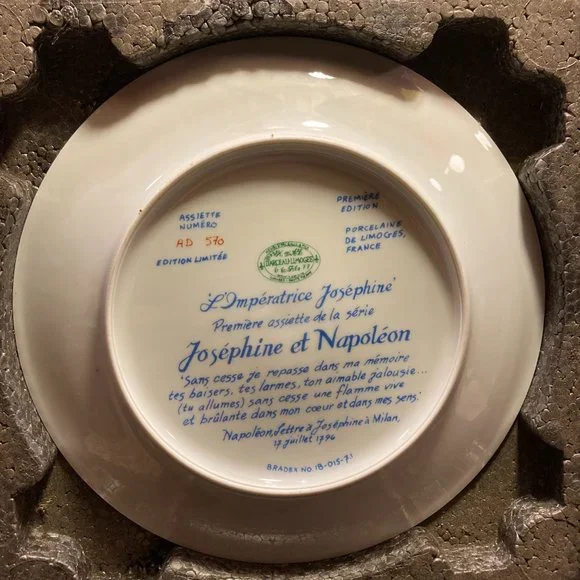 ASSIETTE
NUMÉRO
AD 570
EDITION LIMITÉE
PREMIÈRE
EDITION
PORCELAINE
DE LIMOGES,
FRANCE
'L'Impératrice Joséphine'
Première assiette de la série
Joséphine et Napoléon
'Sans cesse je repasse dans ma mémoire
tes baisers, tes larmes, ton aimable jalousie...
(tu allumes) sans cesse une flamme vive
et brûlante dans mon cœur et dans mes sens.'
Napoléon, Lettre à Joséphine à Milan,
17 juillet 1796
BRADEX NO. 18-D15-7.1